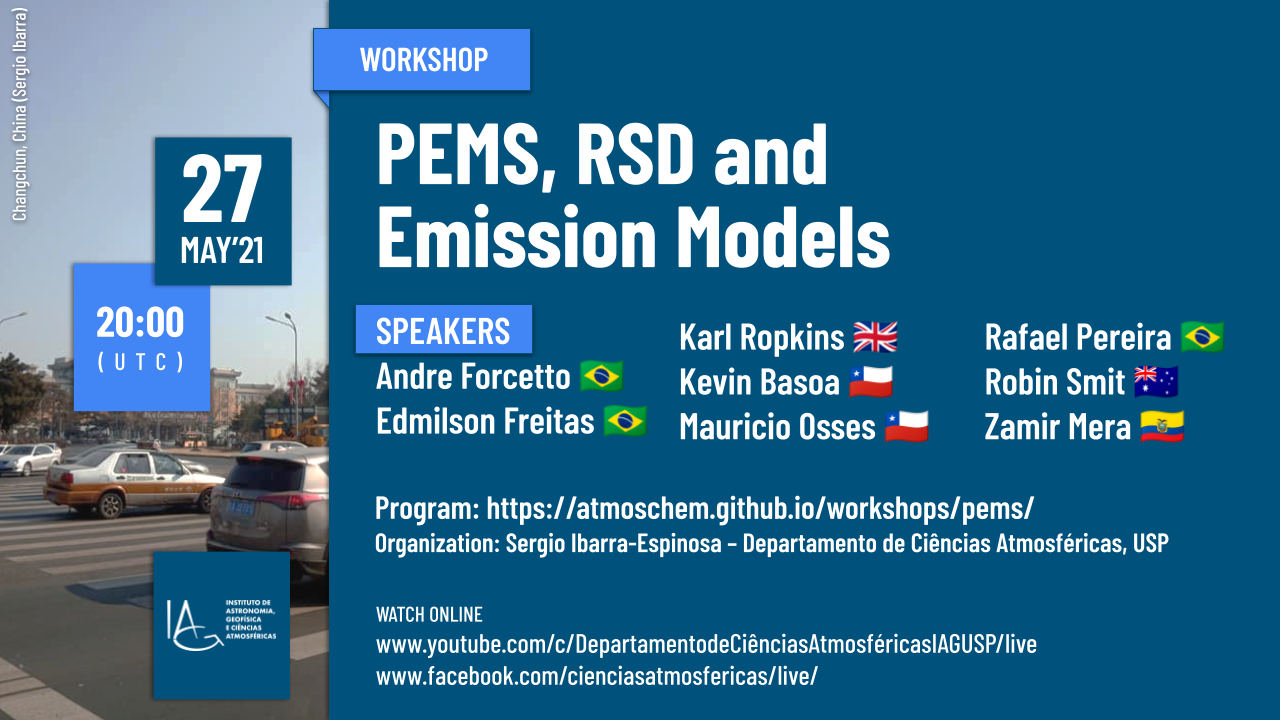 Changchun, China (Sergio Ibarra)
WORKSHOP
27
MAY'21
20:00
(UTC)
PEMS, RSD and
Emission Models
SPEAKERS
Andre Forcetto
Edmilson Freitas
Karl Ropkins
Kevin Basoa
Mauricio Osses
Rafael Pereira
Robin Smit
Zamir Mera
Program: https://atmoschem.github.io/workshops/pems/
Organization: Sergio Ibarra-Espinosa – Departamento de Ciências Atmosféricas, USP
WATCH ONLINE
www.youtube.com/c/DepartamentodeCiênciasAtmosféricasIAGUSP/live
www.facebook.com/cienciasatmosfericas/live/
IAG
INSTITUTO DE
ASTRONOMIA,
GEOFÍSICA
E CIÊNCIAS
ATMOSFÉRICAS